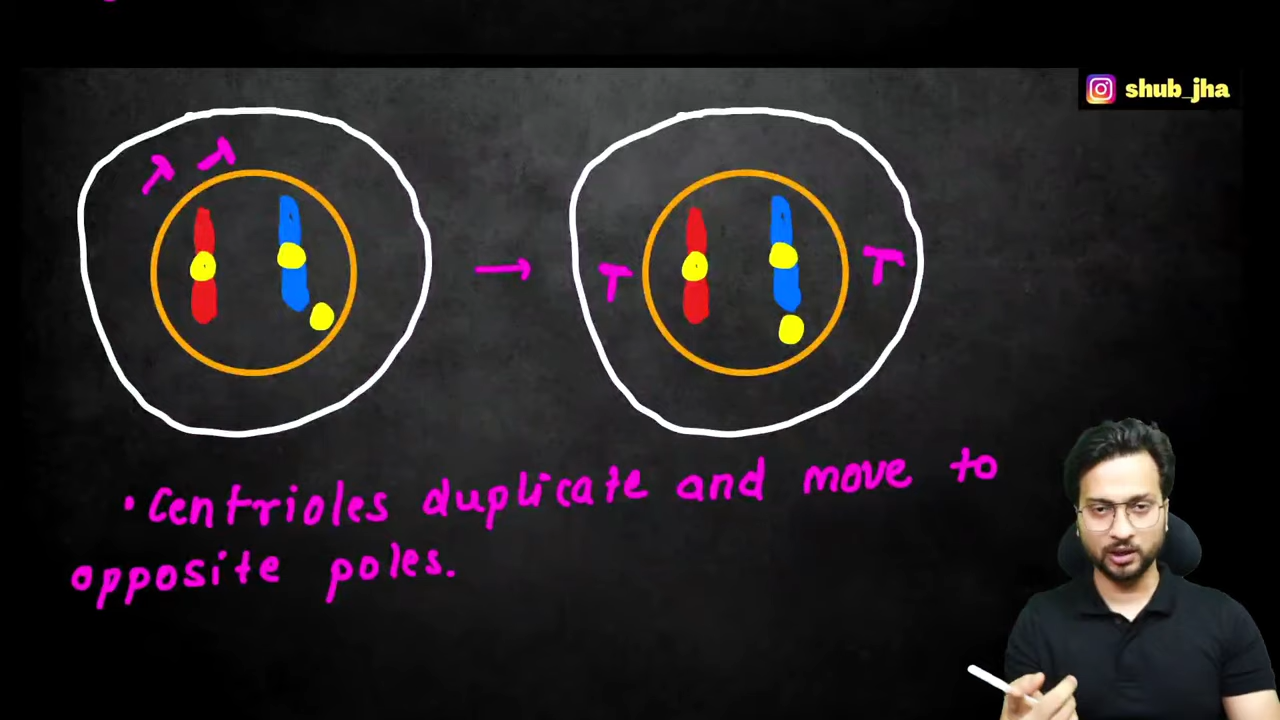 shub_jha
• Centrioles duplicate and move to
opposite poles.